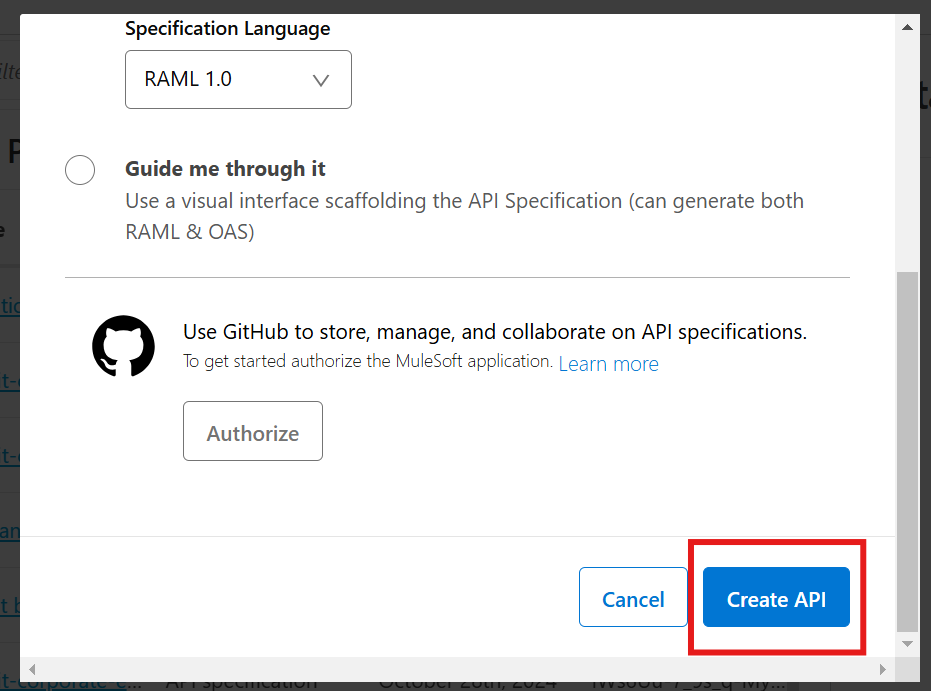 Specification Language
RAML 1.0
Guide me through it
Use a visual interface scaffolding the API Specification (can generate both
RAML & OAS)
Use GitHub to store, manage, and collaborate on API specifications.
To get started authorize the MuleSoft application. Learn more
Authorize
Cancel
Create API